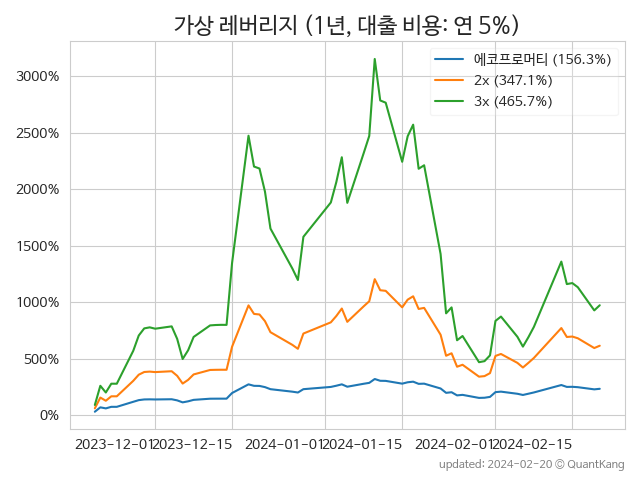 가상 레버리지 (1년, 대출 비용: 연 5%)
에코프로머티 (156.3%)
2x (347.1%)
3x (465.7%)
3000%
2500%
2000%
1500%
1000%
500%
0%
2023-12-01
2023-12-15
2024-01-01
2024-01-15
2024-02-01
2024-02-15
updated: 2024-02-20 © QuantKang